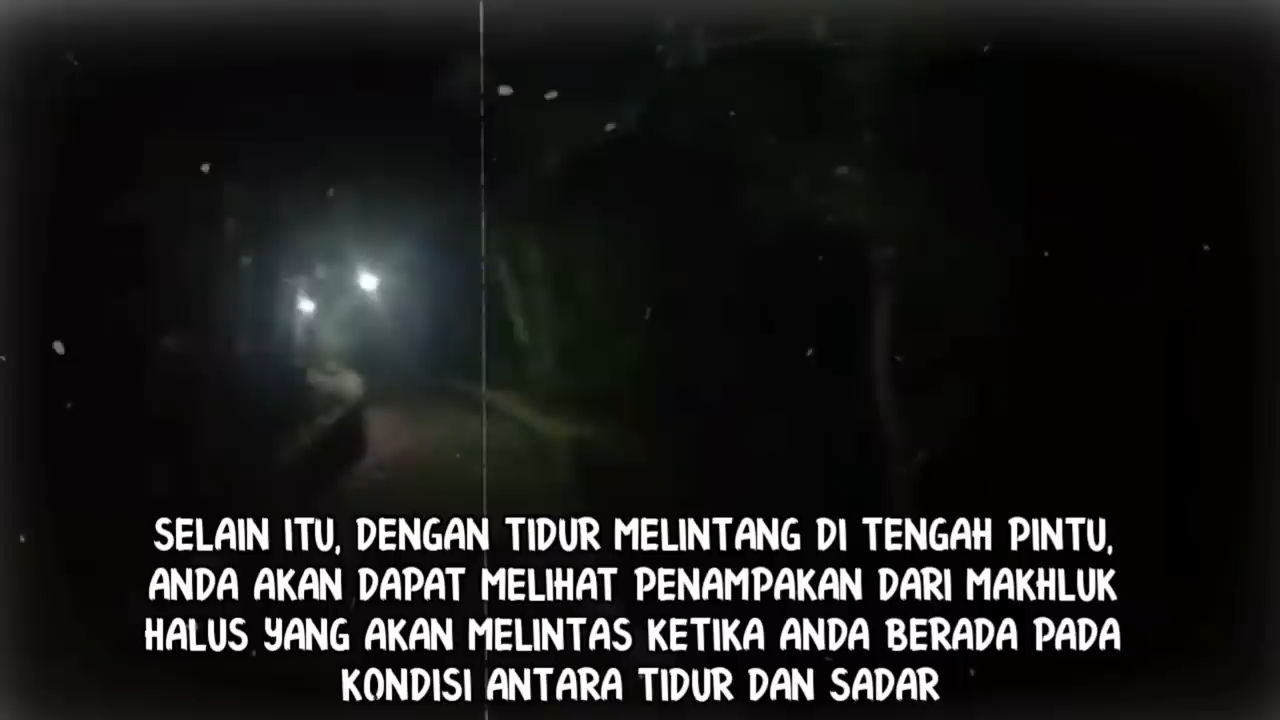 SELAIN ITU, DENGAN TIDUR MELINTANG DI TENGAH PINTU,
ANDA AKAN DAPAT MELIHAT PENAMPAKAN DARI MAKHLUK
HALUS YANG AKAN MELINTAS KETIKA ANDA BERADA PADA
KONDISI ANTARA TIDUR DAN SADAR